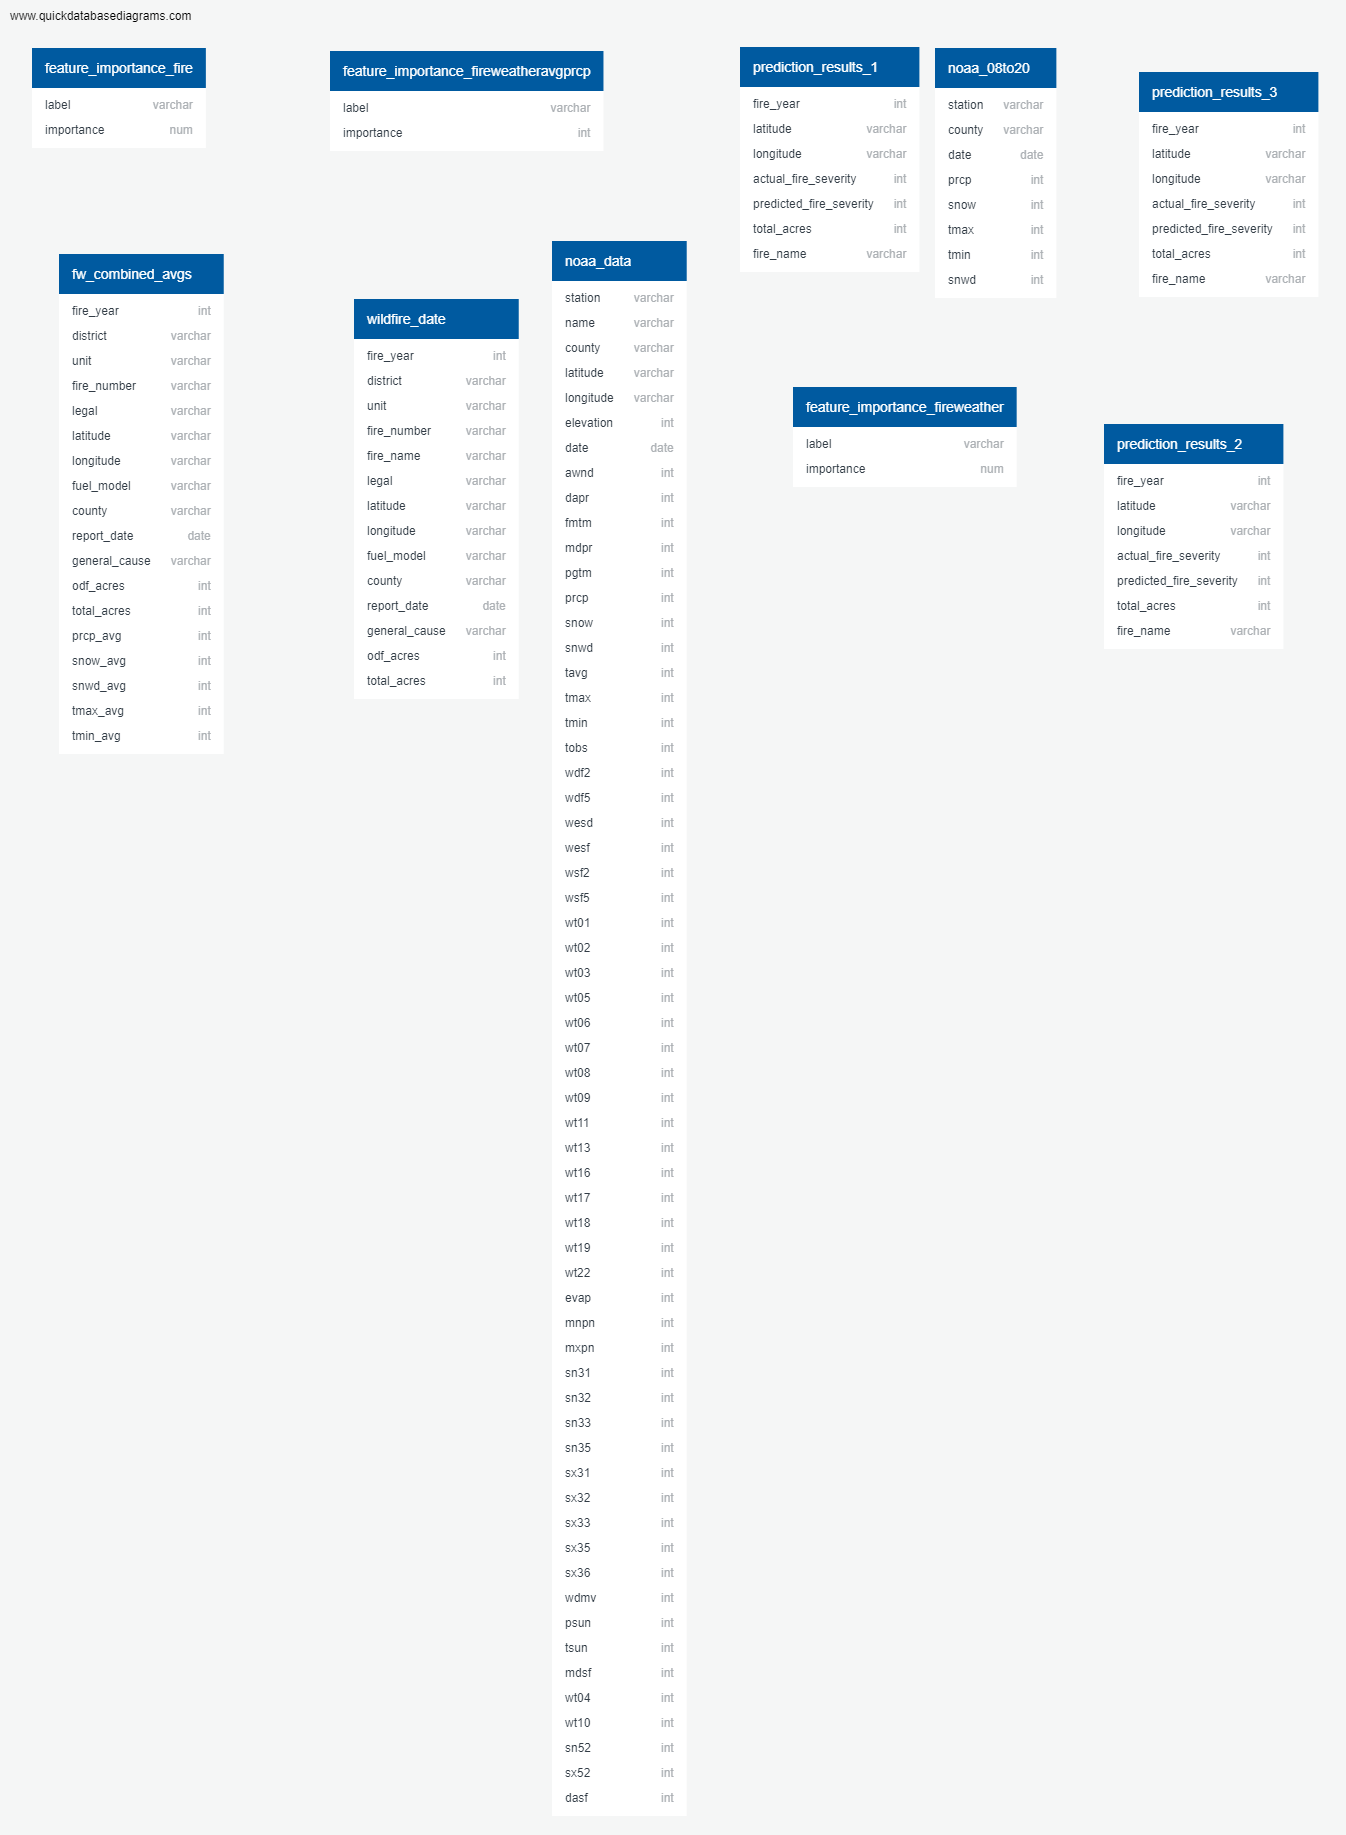 www.quickdatabasediagrams.com
feature_importance_fire
label varchar
importance num
feature_importance_fireweatheravgprcp
label varchar
importance int
prediction_results_1
fire_year int
latitude varchar
longitude varchar
actual_fire_severity int
predicted_fire_severity int
total_acres int
fire_name varchar
noaa_08to20
station varchar
county varchar
date date
prcp int
snow int
tmax int
tmin int
snwd int
prediction_results_3
fire_year int
latitude varchar
longitude varchar
actual_fire_severity int
predicted_fire_severity int
total_acres int
fire_name varchar
fw_combined_avgs
fire_year int
district varchar
unit varchar
fire_number varchar
legal varchar
latitude varchar
longitude varchar
fuel_model varchar
county varchar
report_date date
general_cause varchar
odf_acres int
total_acres int
prcp_avg int
snow_avg int
snwd_avg int
tmax_avg int
tmin_avg int
wildfire_date
fire_year int
district varchar
unit varchar
fire_number varchar
fire_name varchar
legal varchar
latitude varchar
longitude varchar
fuel_model varchar
county varchar
report_date date
general_cause varchar
odf_acres int
total_acres int
noaa_data
station varchar
name varchar
county varchar
latitude varchar
longitude varchar
elevation int
date date
awnd int
dapr int
fmtm int
mdpr int
pgtm int
prcp int
snow int
snwd int
tavg int
tmax int
tmin int
tobs int
wdf2 int
wdf5 int
wesd int
wesf int
wsf2 int
wsf5 int
wt01 int
wt02 int
wt03 int
wt05 int
wt06 int
wt07 int
wt08 int
wt09 int
wt11 int
wt13 int
wt16 int
wt17 int
wt18 int
wt19 int
wt22 int
evap int
mnpn int
mxpn int
sn31 int
sn32 int
sn33 int
sn35 int
sx31 int
sx32 int
sx33 int
sx35 int
sx36 int
wdmv int
psun int
tsun int
mdsf int
wt04 int
wt10 int
sn52 int
sx52 int
dasf int
feature_importance_fireweather
label varchar
importance num
prediction_results_2
fire_year int
latitude varchar
longitude varchar
actual_fire_severity int
predicted_fire_severity int
total_acres int
fire_name varchar